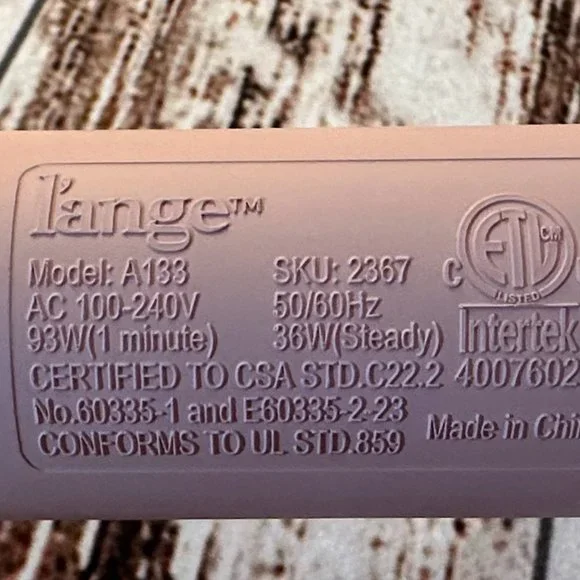 l'ange™
Model: A133 SKU: 2367
AC 100-240V 50/60Hz
93W(1 minute) 36W(Steady)
CERTIFIED TO CSA STD.C22.2
No.60335-1 and E60335-2-23
CONFORMS TO UL STD.859
C ETL CM
LISTED
Intertek
4007602
Made in Chi